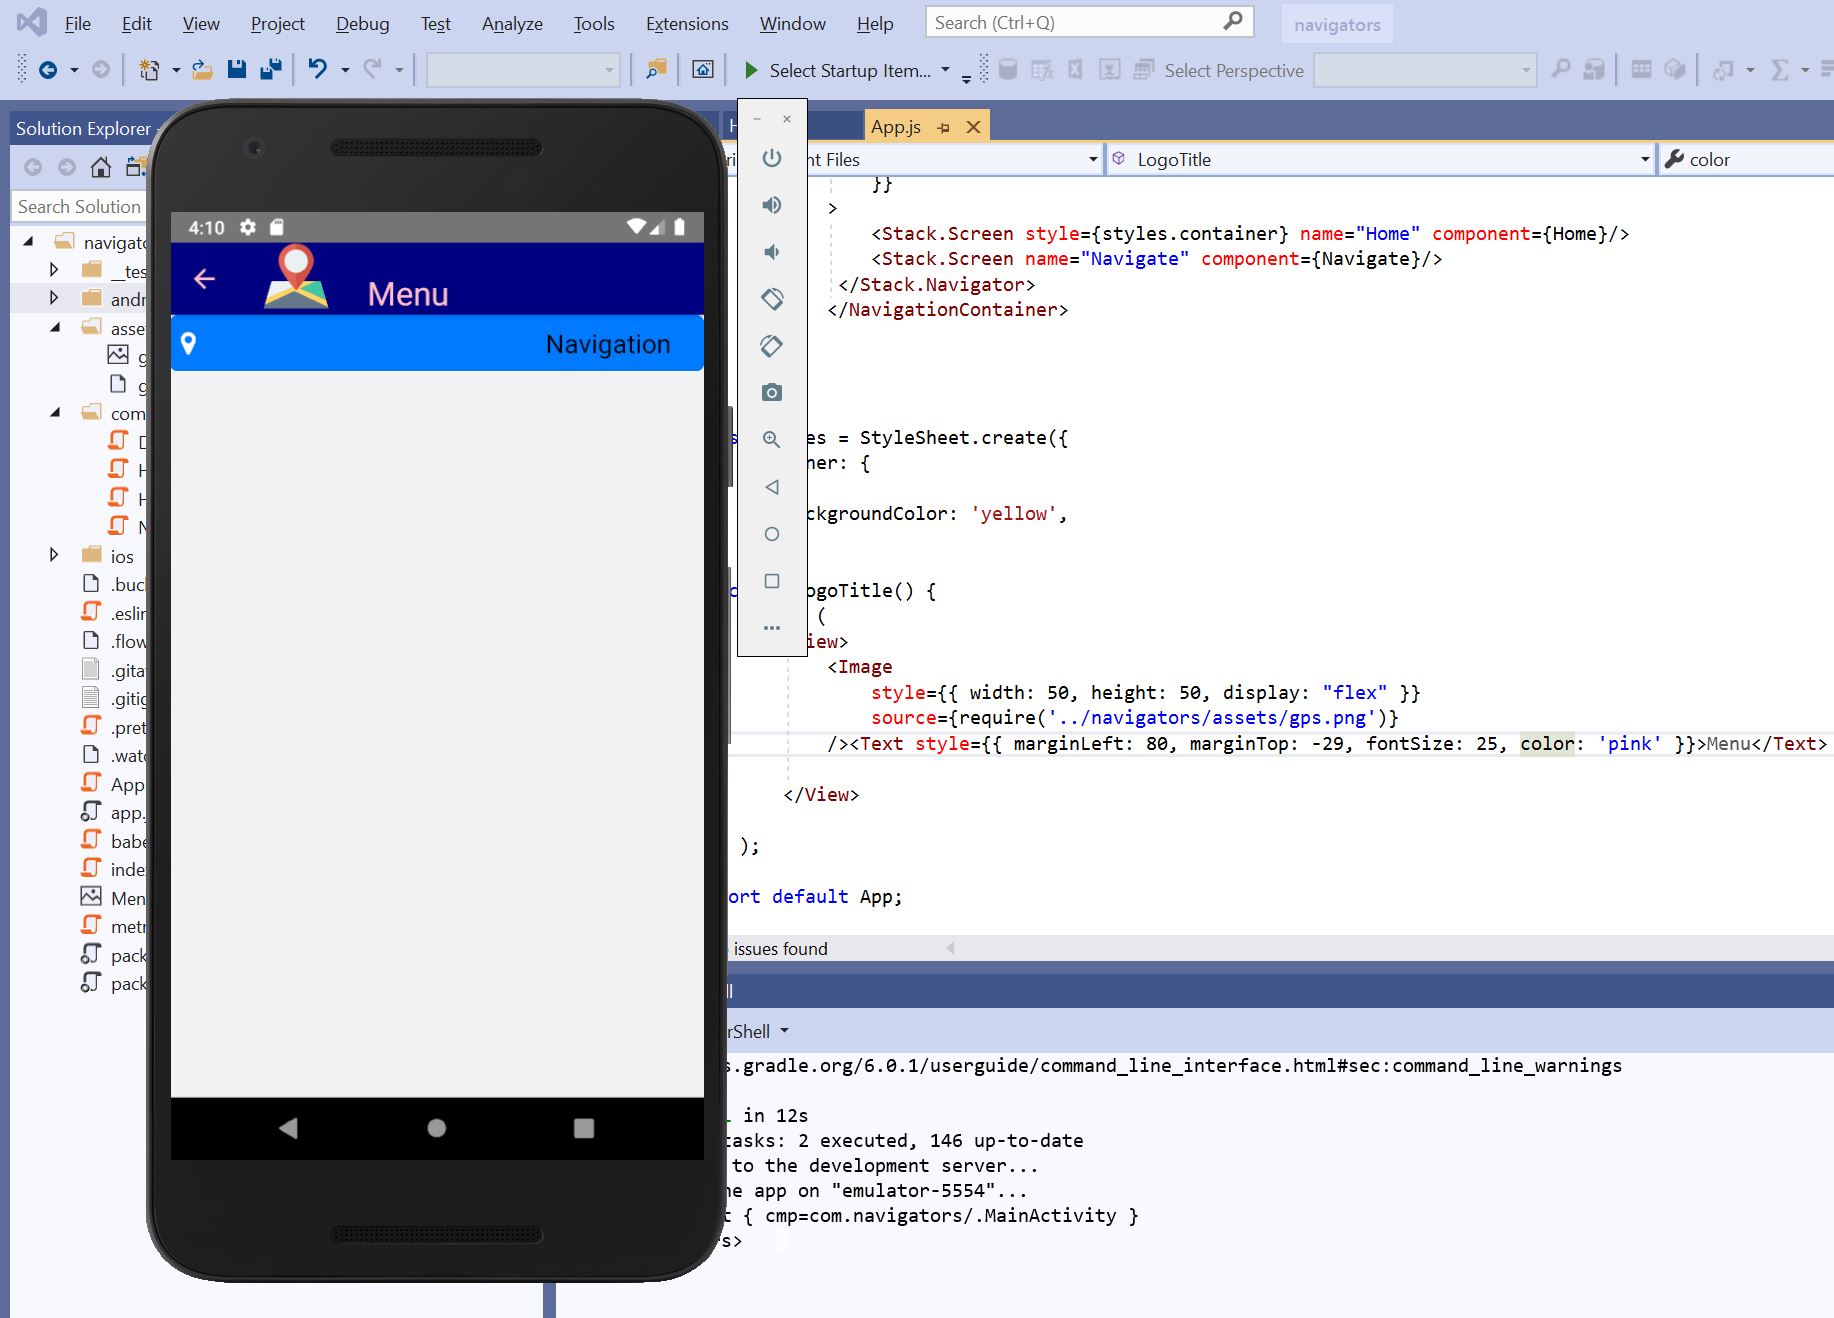 File Edit View Project Debug Test Analyze Tools Extensions Window Help Search (Ctrl+Q) navigators
Select Startup Item... Select Perspective
Solution Explorer
App.js
nt Files LogoTitle color
Search Solution
navigato
__tes
andr
asse
g
g
com
D
H
H
N
ios
.buc
.eslin
.flow
.gitat
.gitig
.pret
.watc
App
app.
babe
inde
Men
metr
pack
pack
4:10
Menu
Navigation
}}
>
<Stack.Screen style={styles.container} name="Home" component={Home}/>
<Stack.Screen name="Navigate" component={Navigate}/>
</Stack.Navigator>
</NavigationContainer>
es = StyleSheet.create({
ner: {
ckgroundColor: 'yellow',
ogoTitle() {
(
iew>
<Image
style={{ width: 50, height: 50, display: "flex" }}
source={require('../navigators/assets/gps.png')}
/><Text style={{ marginLeft: 80, marginTop: -29, fontSize: 25, color: 'pink' }}>Menu</Text>
</View>
);
ort default App;
issues found
rShell
s.gradle.org/6.0.1/userguide/command_line_interface.html#sec:command_line_warnings
in 12s
tasks: 2 executed, 146 up-to-date
to the development server...
he app on "emulator-5554"...
t { cmp=com.navigators/.MainActivity }
s>